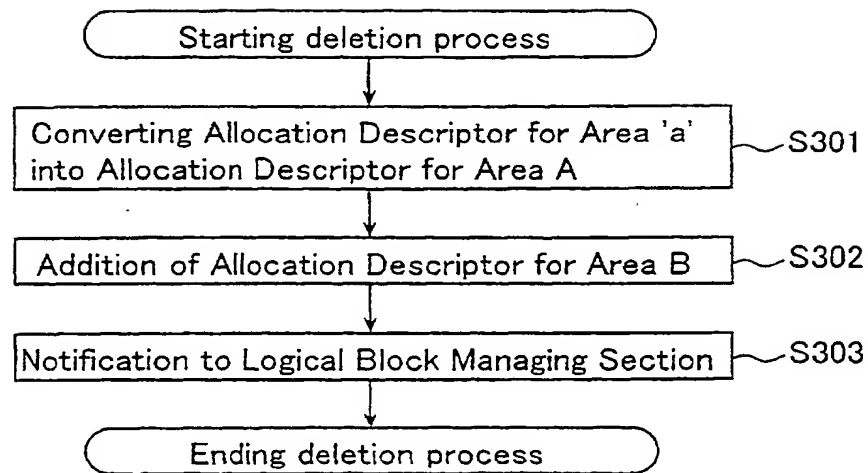 Starting deletion process
Converting Allocation Descriptor for Area 'a'
into Allocation Descriptor for Area A
S301
Addition of Allocation Descriptor for Area B
S302
Notification to Logical Block Managing Section
S303
Ending deletion process